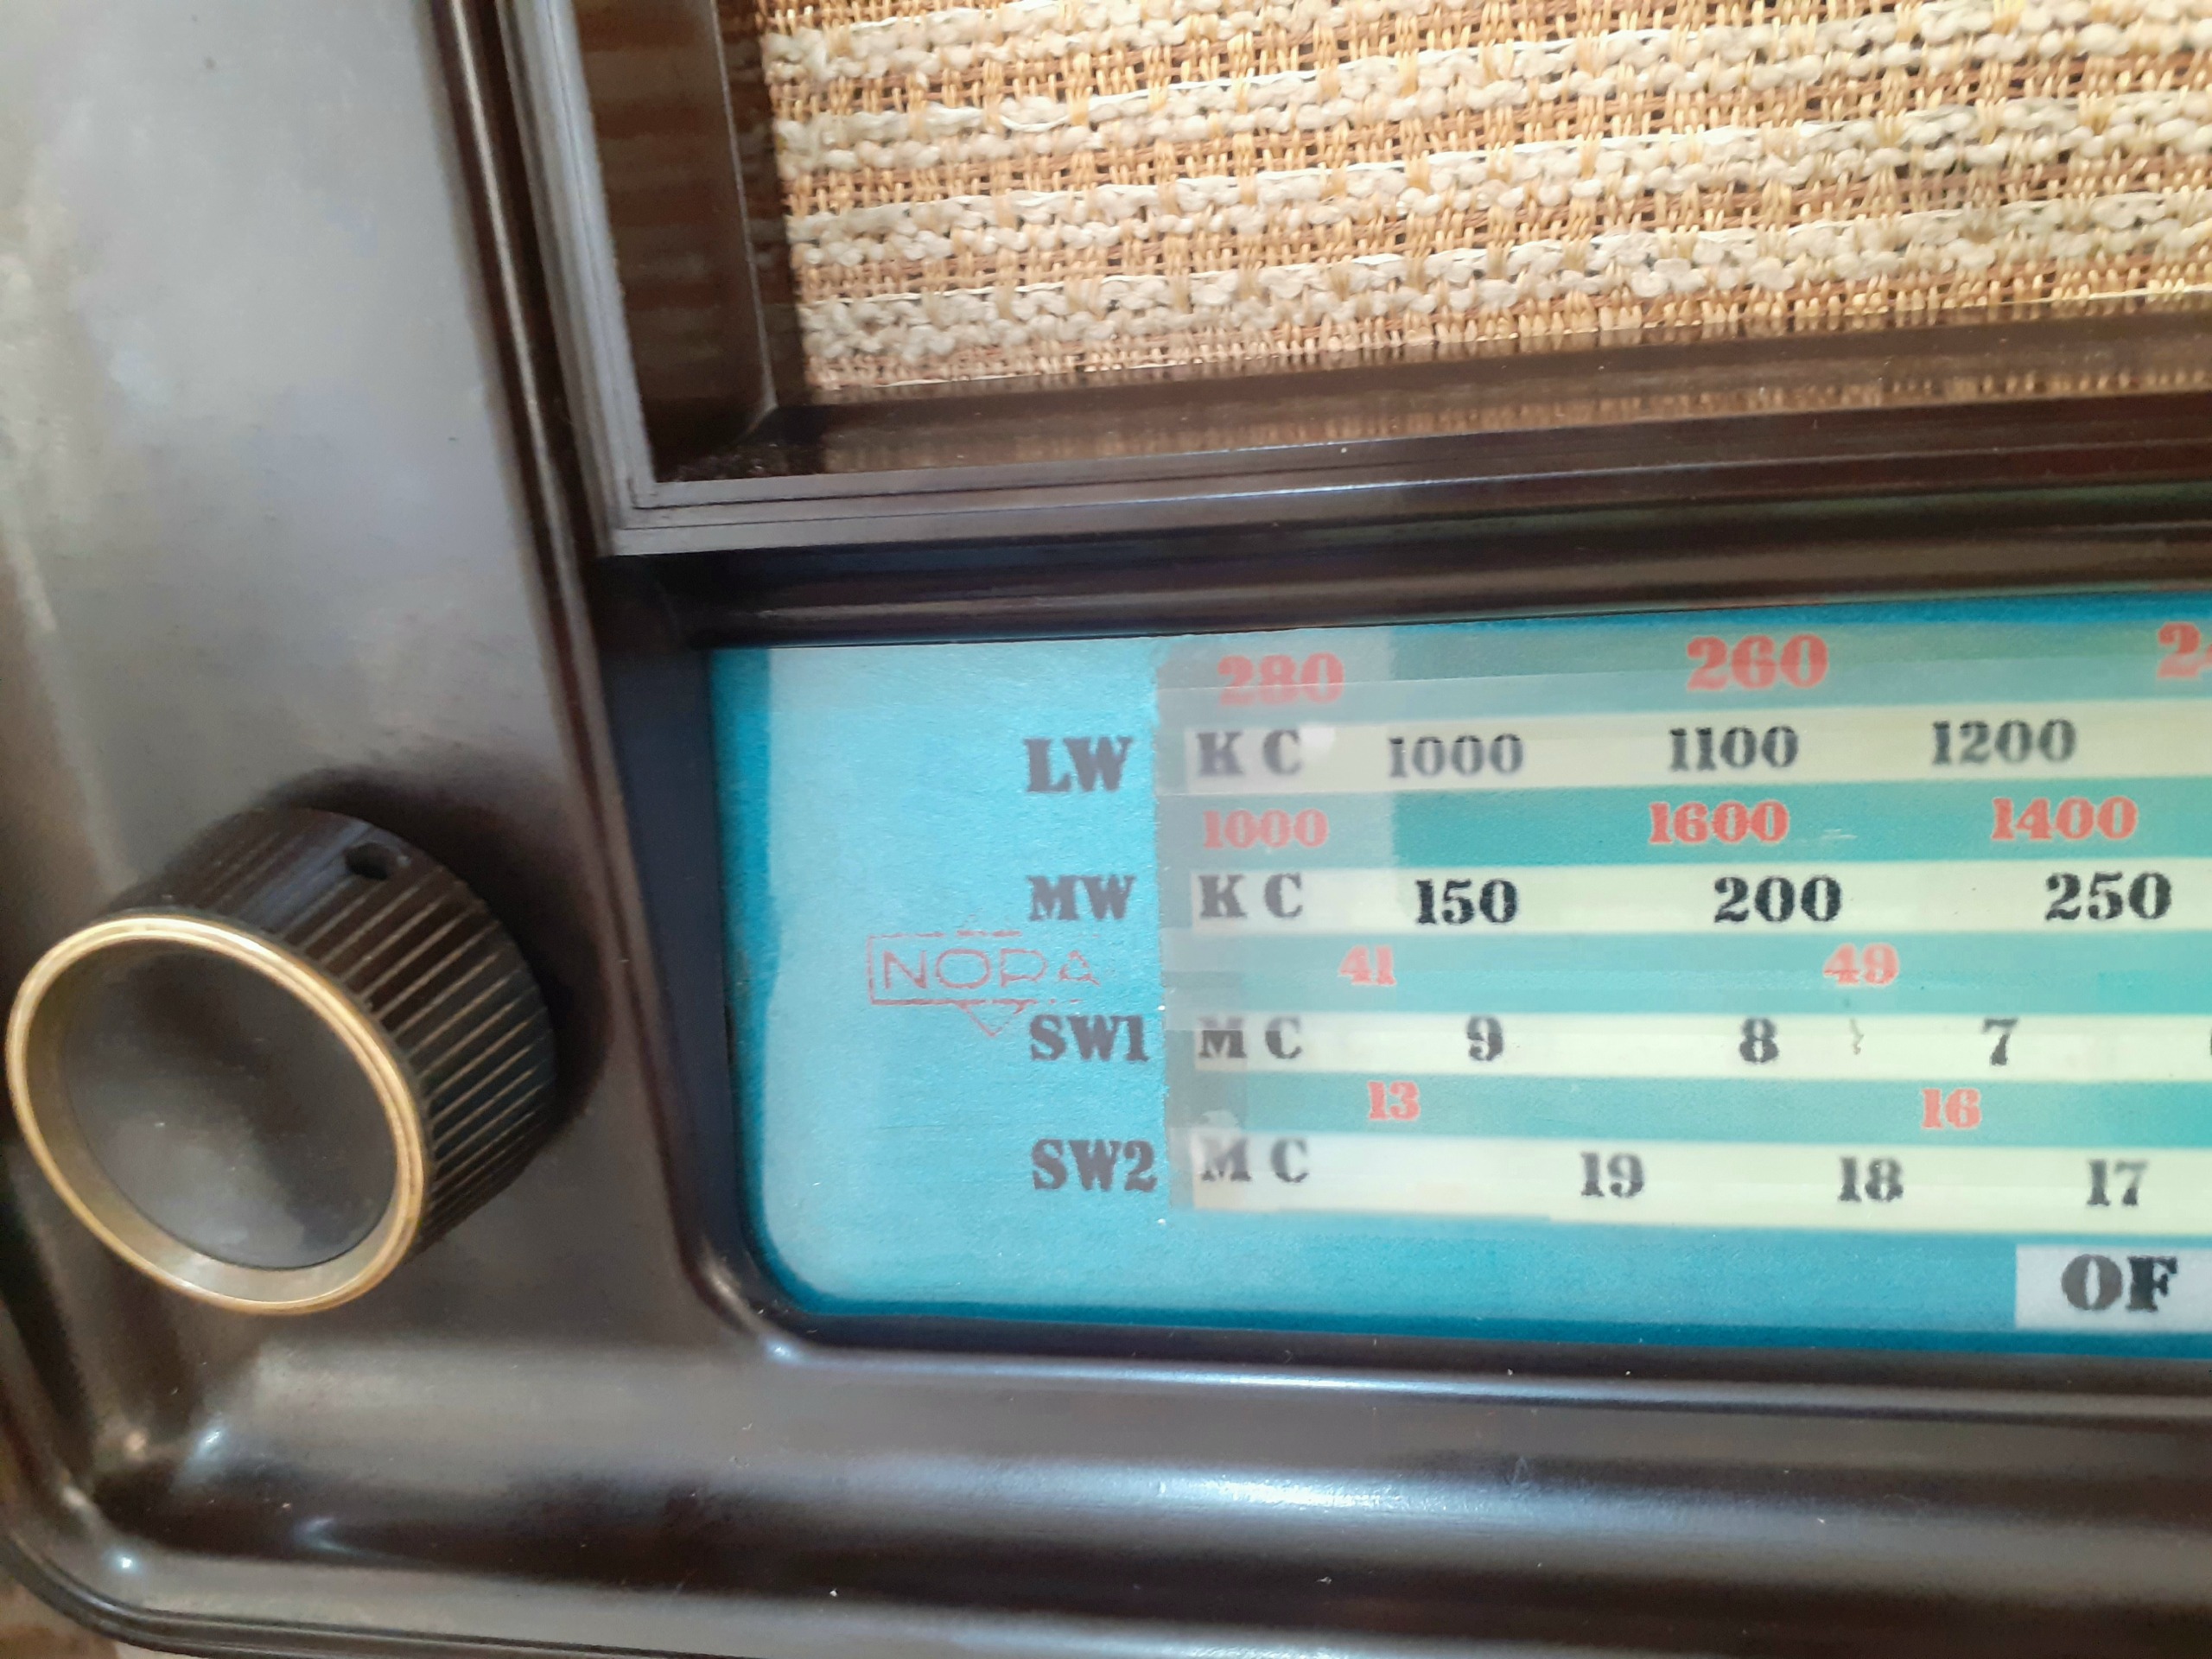 280 260
LW KC 1000 1100 1200
1000 1600 1400
MW KC 150 200 250
NORA
41 49
SW1 MC 9 8 7
13 16
SW2 MC 19 18 17
OF